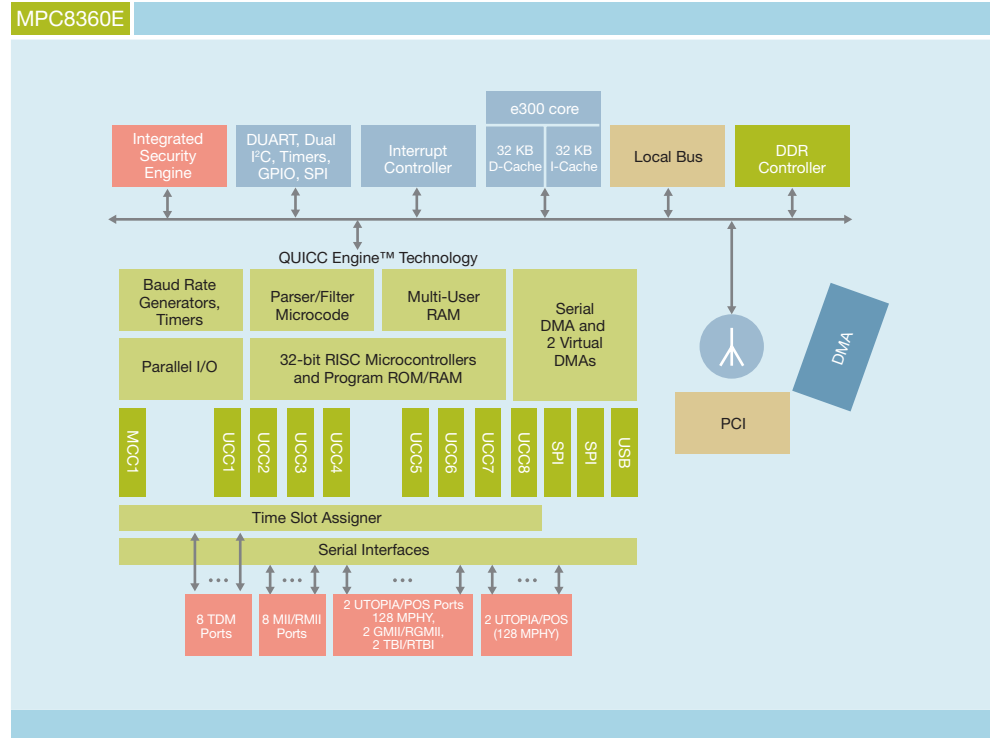 MPC8360E
e300 core
Integrated
Security
Engine
DUART, Dual
I²C, Timers,
GPIO, SPI
Interrupt
Controller
32 KB
D-Cache
32 KB
I-Cache
Local Bus
DDR
Controller
QUICC Engine™ Technology
Baud Rate
Generators,
Timers
Parser/Filter
Microcode
Multi-User
RAM
Serial
DMA and
2 Virtual
DMAs
Parallel I/O
32-bit RISC Microcontrollers
and Program ROM/RAM
DMA
PCI
MCC1
UCC1
UCC2
UCC3
UCC4
UCC5
UCC6
UCC7
UCC8
SPI
SPI
USB
Time Slot Assigner
Serial Interfaces
8 TDM
Ports
8 MII/RMII
Ports
2 UTOPIA/POS Ports
128 MPHY,
2 GMII/RGMII,
2 TBI/RTBI
2 UTOPIA/POS
(128 MPHY)